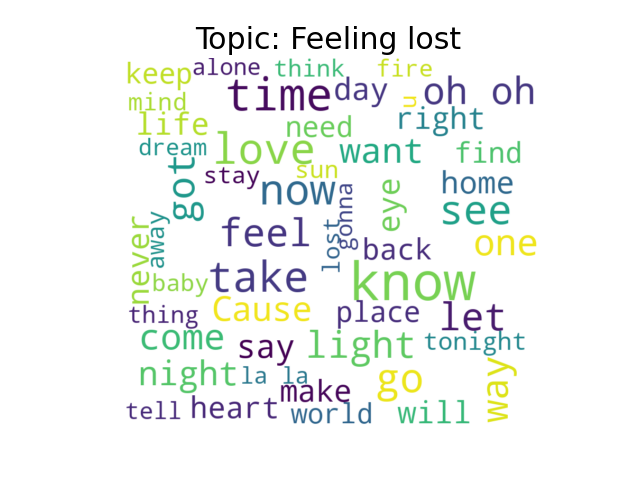 Topic: Feeling lost
keep alone think fire
mind time day u oh oh
life need right
dream love want find
got stay sun now gonna eye home
see
never away feel lost back one
baby take know
thing Cause place let
come say light tonight
night la la make go way
tell heart world will